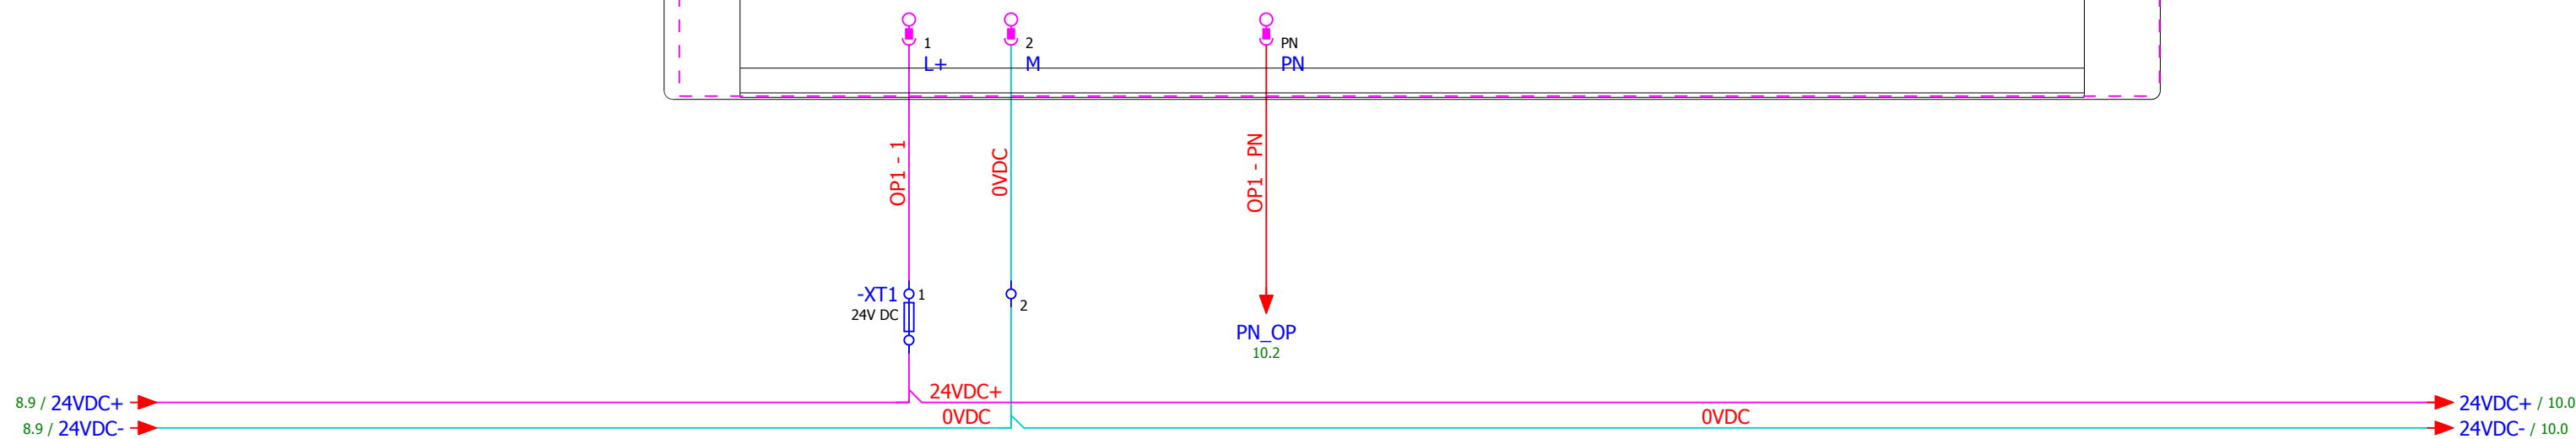 1 2 PN
L+ M PN
OP1 - 1
0VDC
OP1 - PN
-XT1 1
24V DC
2
PN_OP
10.2
24VDC+
8.9 / 24VDC+ 24VDC+ / 10.0
0VDC 0VDC
8.9 / 24VDC- 24VDC- / 10.0